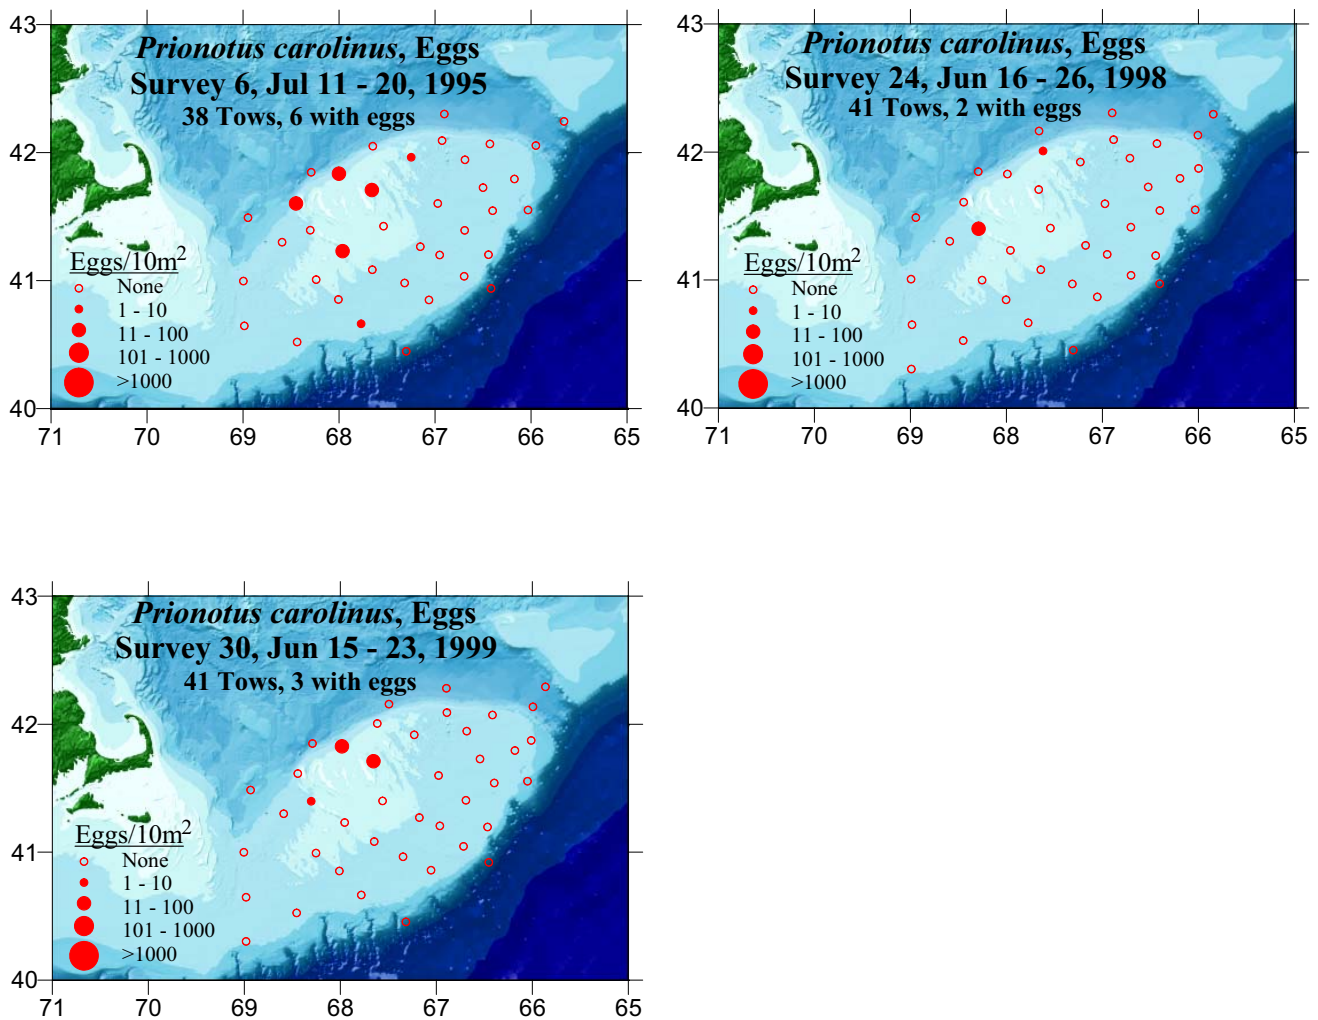 Prionotus carolinus, Eggs
Survey 6, Jul 11 - 20, 1995
38 Tows, 6 with eggs
43
42
41
40
Eggs/10m2
None
1 - 10
11 - 100
101 - 1000
>1000
71 70 69 68 67 66 65
Prionotus carolinus, Eggs
Survey 24, Jun 16 - 26, 1998
41 Tows, 2 with eggs
43
42
41
40
Eggs/10m2
None
1 - 10
11 - 100
101 - 1000
>1000
71 70 69 68 67 66 65
Prionotus carolinus, Eggs
Survey 30, Jun 15 - 23, 1999
41 Tows, 3 with eggs
43
42
41
40
Eggs/10m2
None
1 - 10
11 - 100
101 - 1000
>1000
71 70 69 68 67 66 65